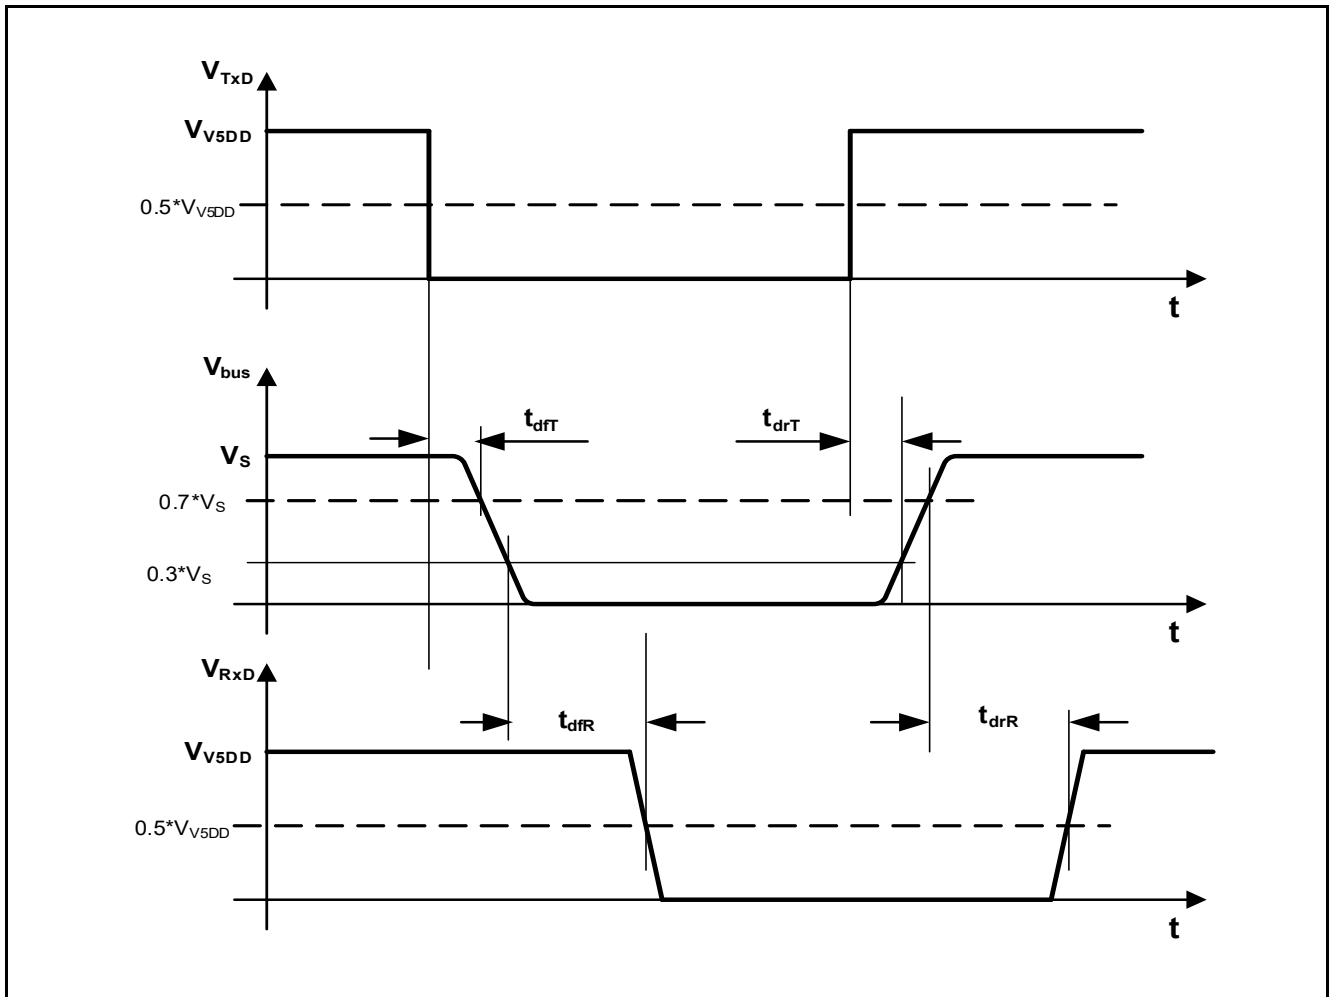 VTxD
VV5DD
0.5*VV5DD
t
Vbus
tdfT
tdrT
VS
0.7*VS
0.3*VS
t
VRxD
tdfR
tdrR
VV5DD
0.5*VV5DD
t